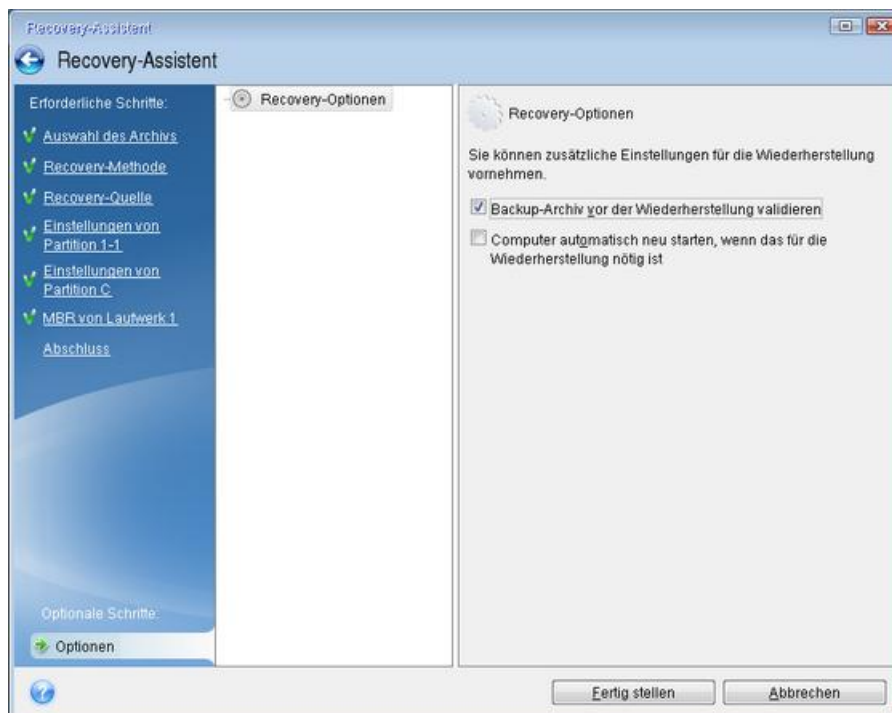 Recovery-Assistent
Recovery-Assistent
Erforderliche Schritte:
Auswahl des Archivs
Recovery-Methode
Recovery-Quelle
Einstellungen von
Partition 1-1
Einstellungen von
Partition C
MBR von Laufwerk 1
Abschluss
Optionale Schritte:
Optionen
Recovery-Optionen
Recovery-Optionen
Sie können zusätzliche Einstellungen für die Wiederherstellung
vornehmen.
Backup-Archiv vor der Wiederherstellung validieren
Computer automatisch neu starten, wenn das für die
Wiederherstellung nötig ist
Fertig stellen
Abbrechen